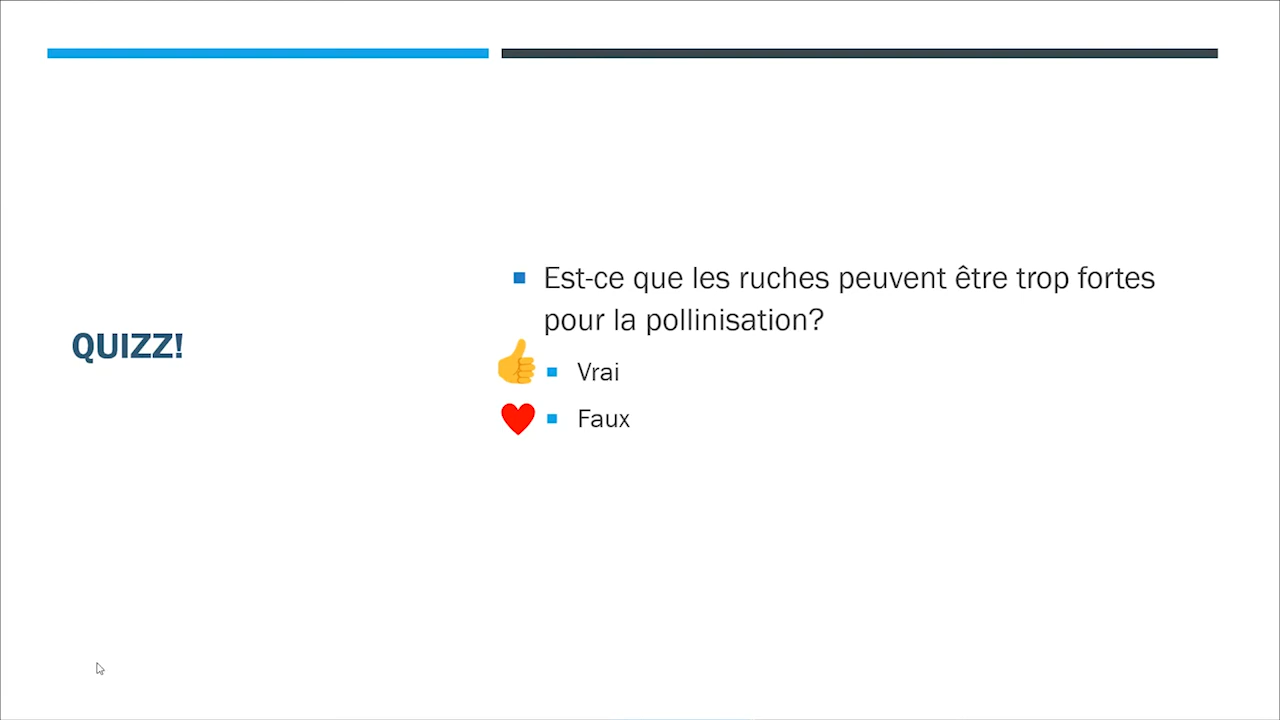 QUIZZ!
Est-ce que les ruches peuvent être trop fortes
pour la pollinisation?
Vrai
Faux